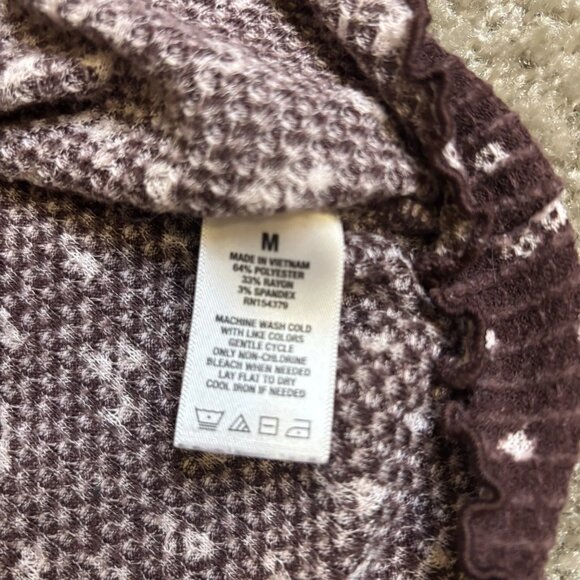 M
MADE IN VIETNAM
64% POLYESTER
33% RAYON
3% SPANDEX
RN154379
MACHINE WASH COLD
WITH LIKE COLORS
GENTLE CYCLE
ONLY NON-CHLORINE
BLEACH WHEN NEEDED
LAY FLAT TO DRY
COOL IRON IF NEEDED